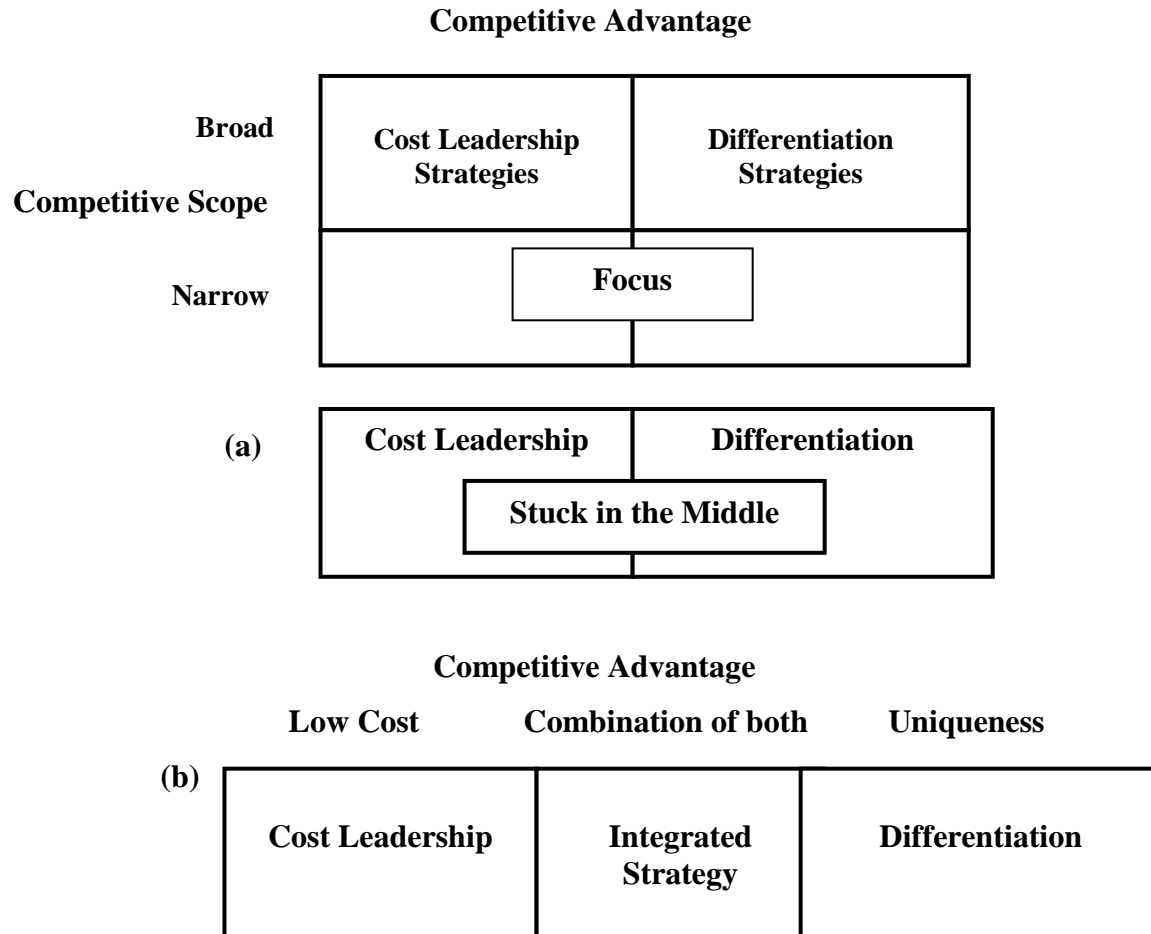 Competitive Advantage
Broad
Cost Leadership
Strategies
Differentiation
Strategies
Competitive Scope
Narrow
Focus
(a)
Cost Leadership
Differentiation
Stuck in the Middle
Competitive Advantage
Low Cost
Combination of both
Uniqueness
(b)
Cost Leadership
Integrated
Strategy
Differentiation